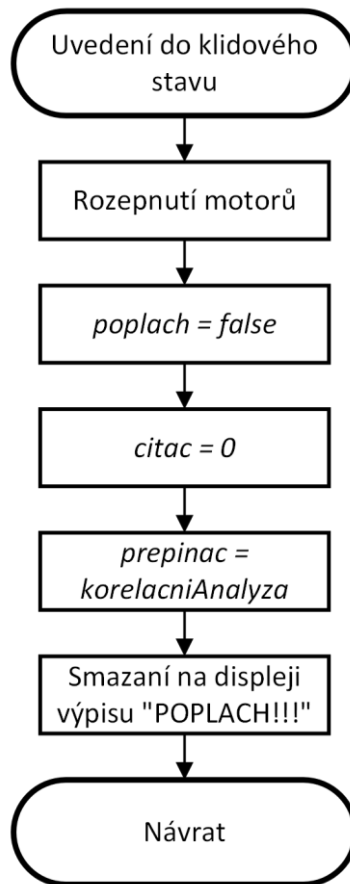 Uvedení do klidového
stavu
Rozepnutí motorů
poplach = false
citac = 0
prepinac =
korelacniAnalyza
Smazaní na displeji
výpisu "POPLACH!!!"
Návrat